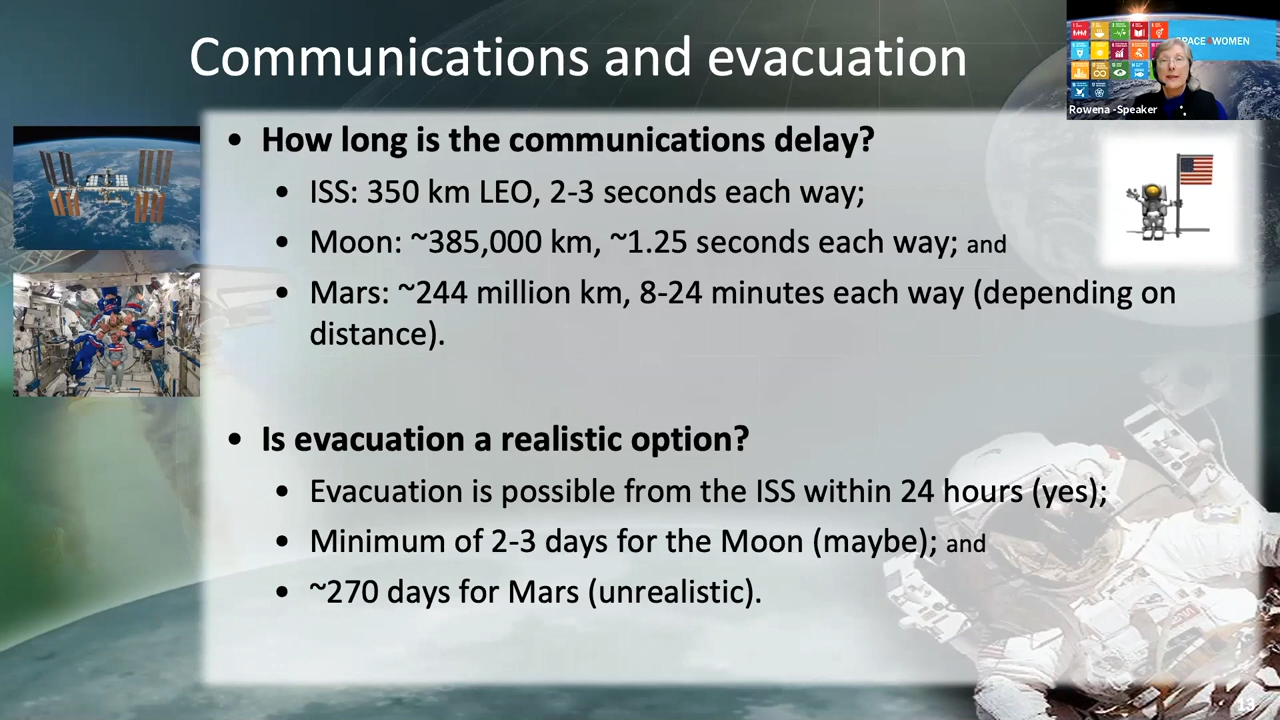 Communications and evacuation
SPACE4WOMEN
Rowena -Speaker
• How long is the communications delay?
• ISS: 350 km LEO, 2-3 seconds each way;
• Moon: ~385,000 km, ~1.25 seconds each way; and
• Mars: ~244 million km, 8-24 minutes each way (depending on
distance).
• Is evacuation a realistic option?
• Evacuation is possible from the ISS within 24 hours (yes);
• Minimum of 2-3 days for the Moon (maybe); and
• ~270 days for Mars (unrealistic).
13